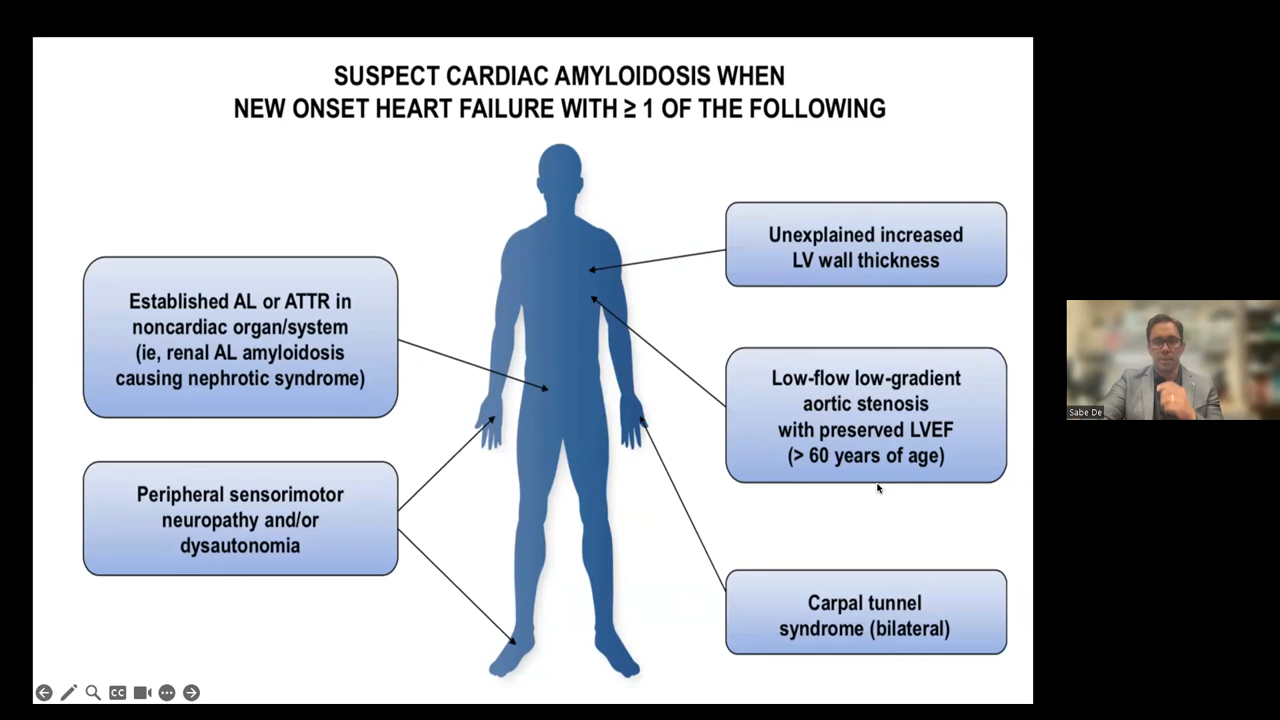 SUSPECT CARDIAC AMYLOIDOSIS WHEN
NEW ONSET HEART FAILURE WITH ≥ 1 OF THE FOLLOWING
Established AL or ATTR in
noncardiac organ/system
(ie, renal AL amyloidosis
causing nephrotic syndrome)
Peripheral sensorimotor
neuropathy and/or
dysautonomia
Unexplained increased
LV wall thickness
Low-flow low-gradient
aortic stenosis
with preserved LVEF
(> 60 years of age)
Carpal tunnel
syndrome (bilateral)
Sabe De
CC